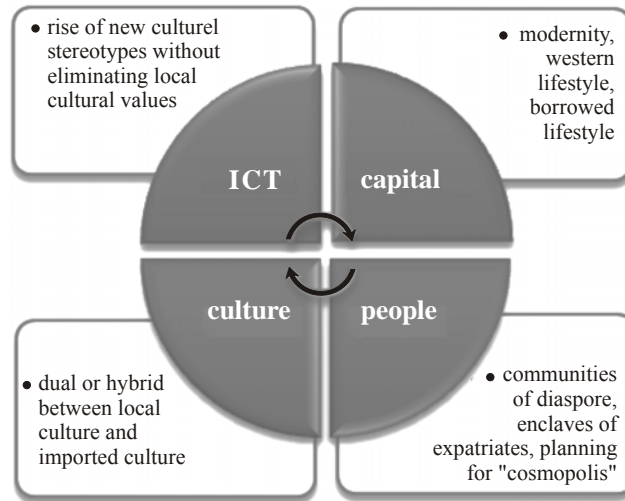 • rise of new culturel
stereotypes without
eliminating local
cultural values
• modernity,
western
lifestyle,
borrowed
lifestyle
ICT
capital
culture
people
• dual or hybrid
between local
culture and
imported culture
• communities
of diaspore,
enclaves of
expatriates, planning
for "cosmopolis"